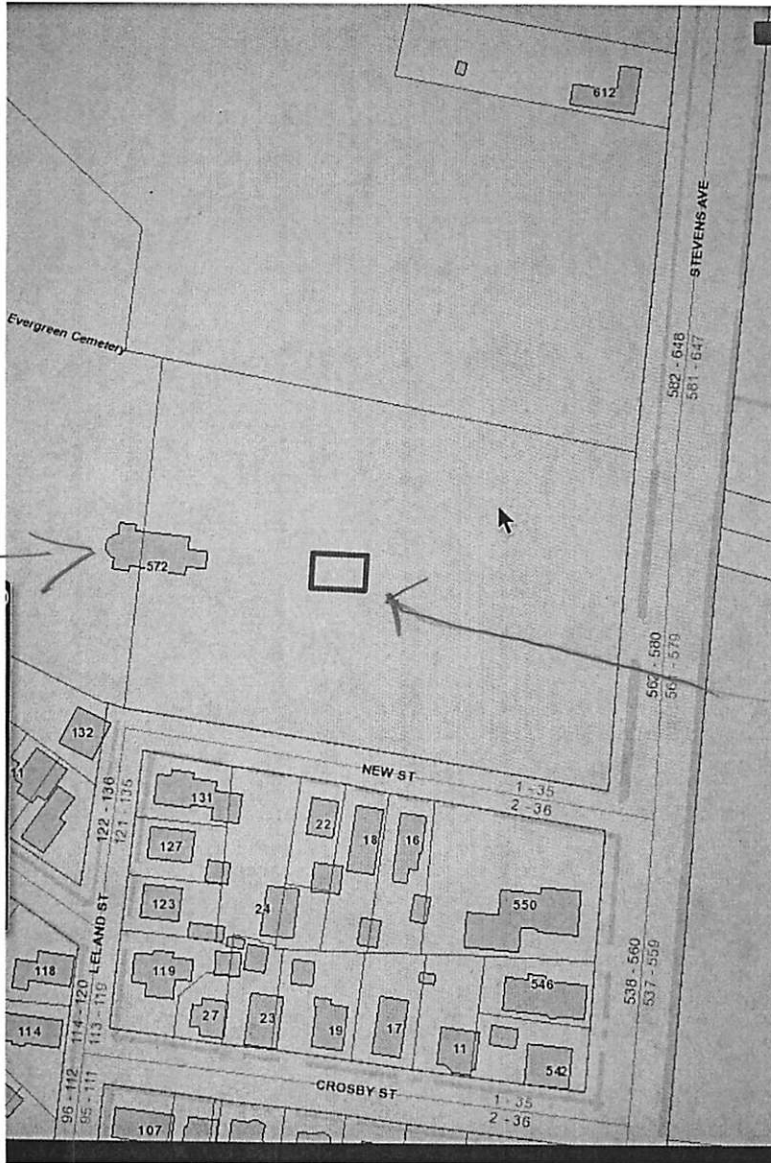 612
STEVENS AVE
Evergreen Cemetery
582 - 648
581 - 647
572
562 - 580
579
132
NEW ST
1 - 35
2 - 36
122 - 136
121 - 135
131
22
18
16
127
123
24
550
LELAND ST
118
119
546
538 - 560
537 - 559
114 - 120
113 - 119
27
23
19
17
11
542
114
CROSBY ST
1 - 35
2 - 36
96 - 112
95 - 111
107